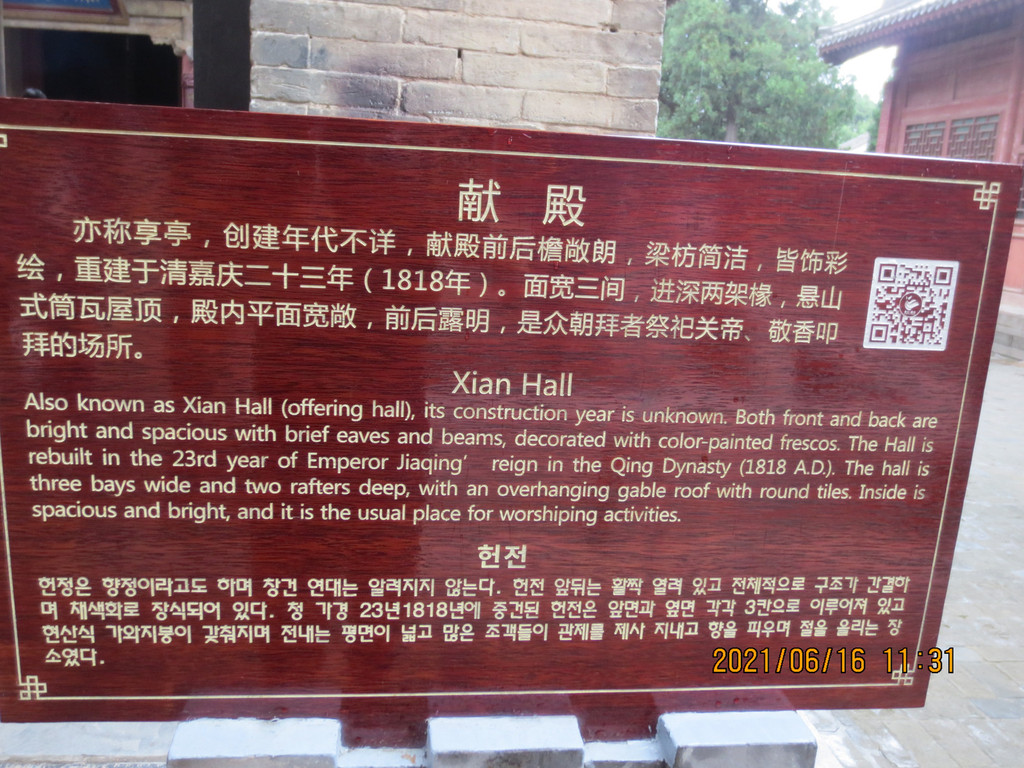 献 殿
亦称享亭，创建年代不详，献殿前后檐敞朗，梁枋简洁，皆饰彩
绘，重建于清嘉庆二十三年（1818年）。面宽三间，进深两架椽，悬山
式筒瓦屋顶，殿内平面宽敞，前后露明，是众朝拜者祭祀关帝、敬香叩
拜的场所。
Xian Hall
Also known as Xian Hall (offering hall), its construction year is unknown. Both front and back are
bright and spacious with brief eaves and beams, decorated with color-painted frescos. The Hall is
rebuilt in the 23rd year of Emperor Jiaqing’ reign in the Qing Dynasty (1818 A.D.). The hall is
three bays wide and two rafters deep, with an overhanging gable roof with round tiles. Inside is
spacious and bright, and it is the usual place for worshiping activities.
헌전
헌정은 향정이라고도 하며 창건 연대는 알려지지 않는다. 헌전 앞뒤는 활짝 열려 있고 전체적으로 구조가 간결하
며 채색화로 장식되어 있다. 청 가경 23년1818년에 중건된 헌전은 앞면과 옆면 각각 3칸으로 이루어져 있고
현산식 가와지붕이 갖춰지며 전내는 평면이 넓고 많은 조객들이 관제를 제사 지내고 향을 피우며 절을 올리는 장
소였다.
2021/06/16 11:31